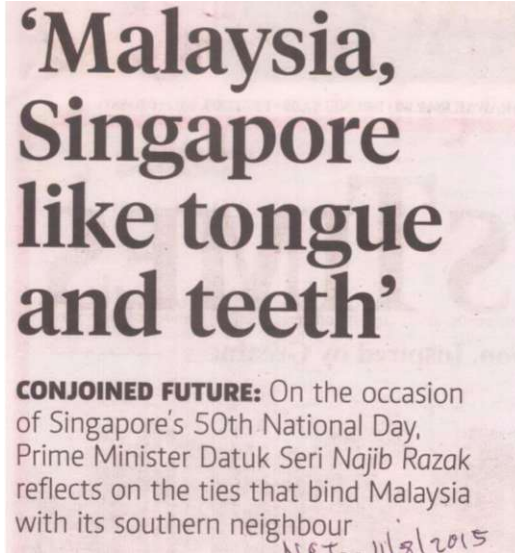 ‘Malaysia,
Singapore
like tongue
and teeth’
CONJOINED FUTURE: On the occasion
of Singapore's 50th National Day,
Prime Minister Datuk Seri Najib Razak
reflects on the ties that bind Malaysia
with its southern neighbour
NST 11/8/2015